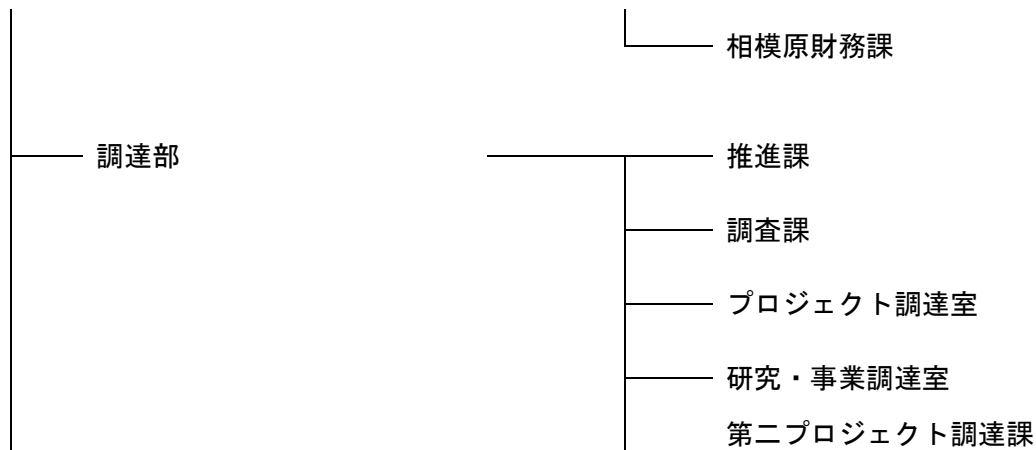 相模原財務課
調達部
推進課
調査課
プロジェクト調達室
研究・事業調達室
第二プロジェクト調達課